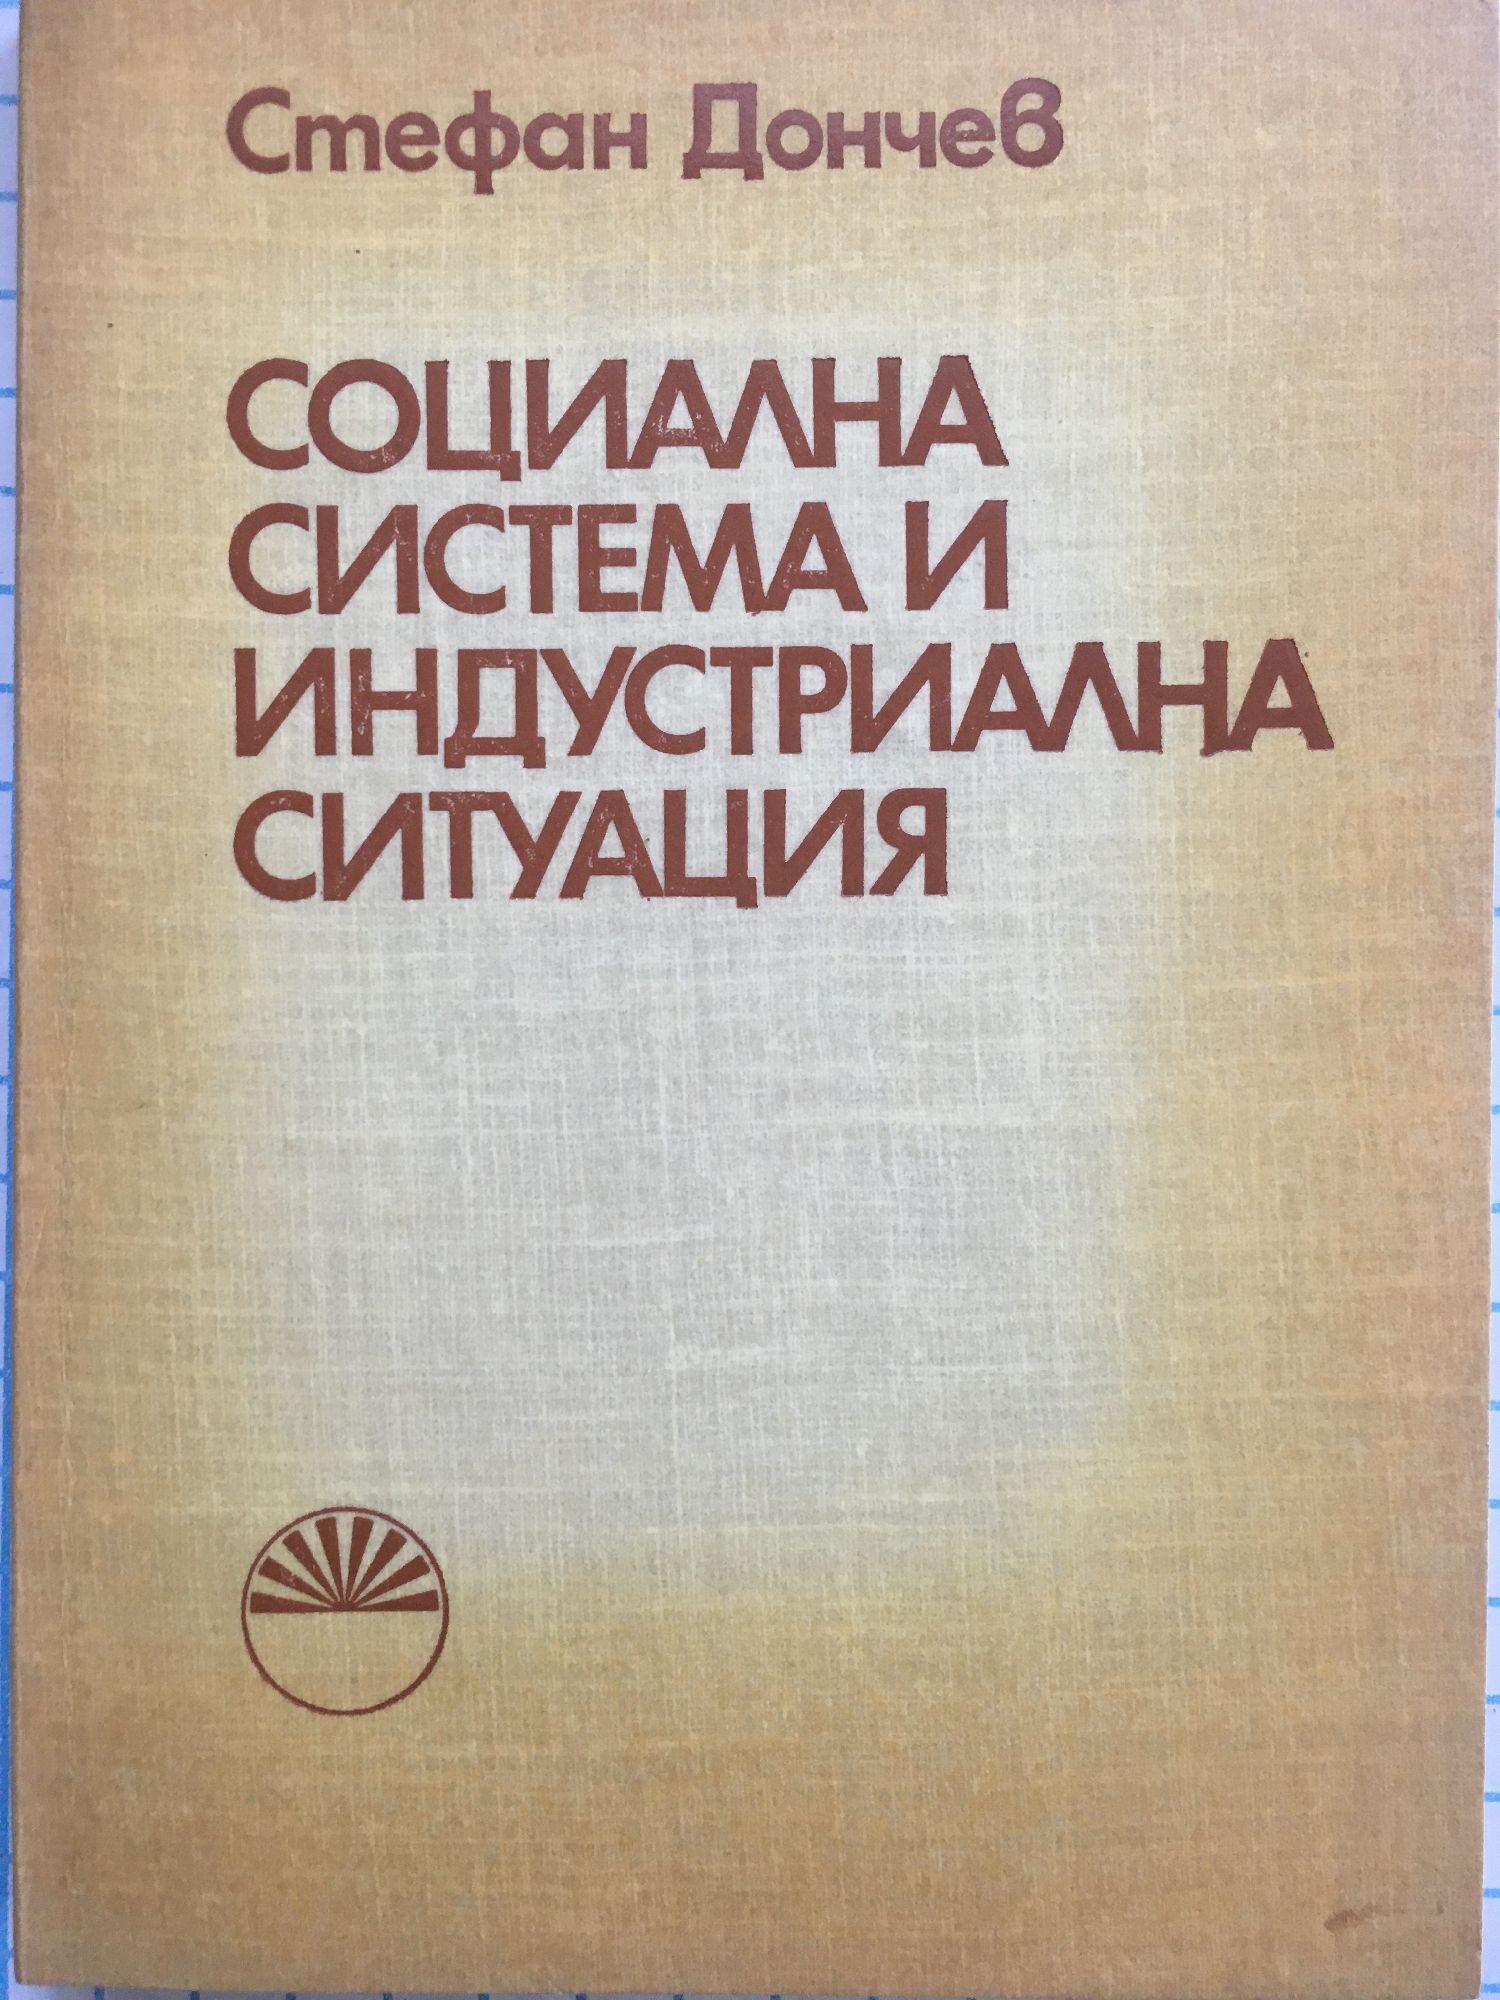 Стефан Дончев
СОЦИАЛНА
СИСТЕМА И
ИНДУСТРИАЛНА
СИТУАЦИЯ